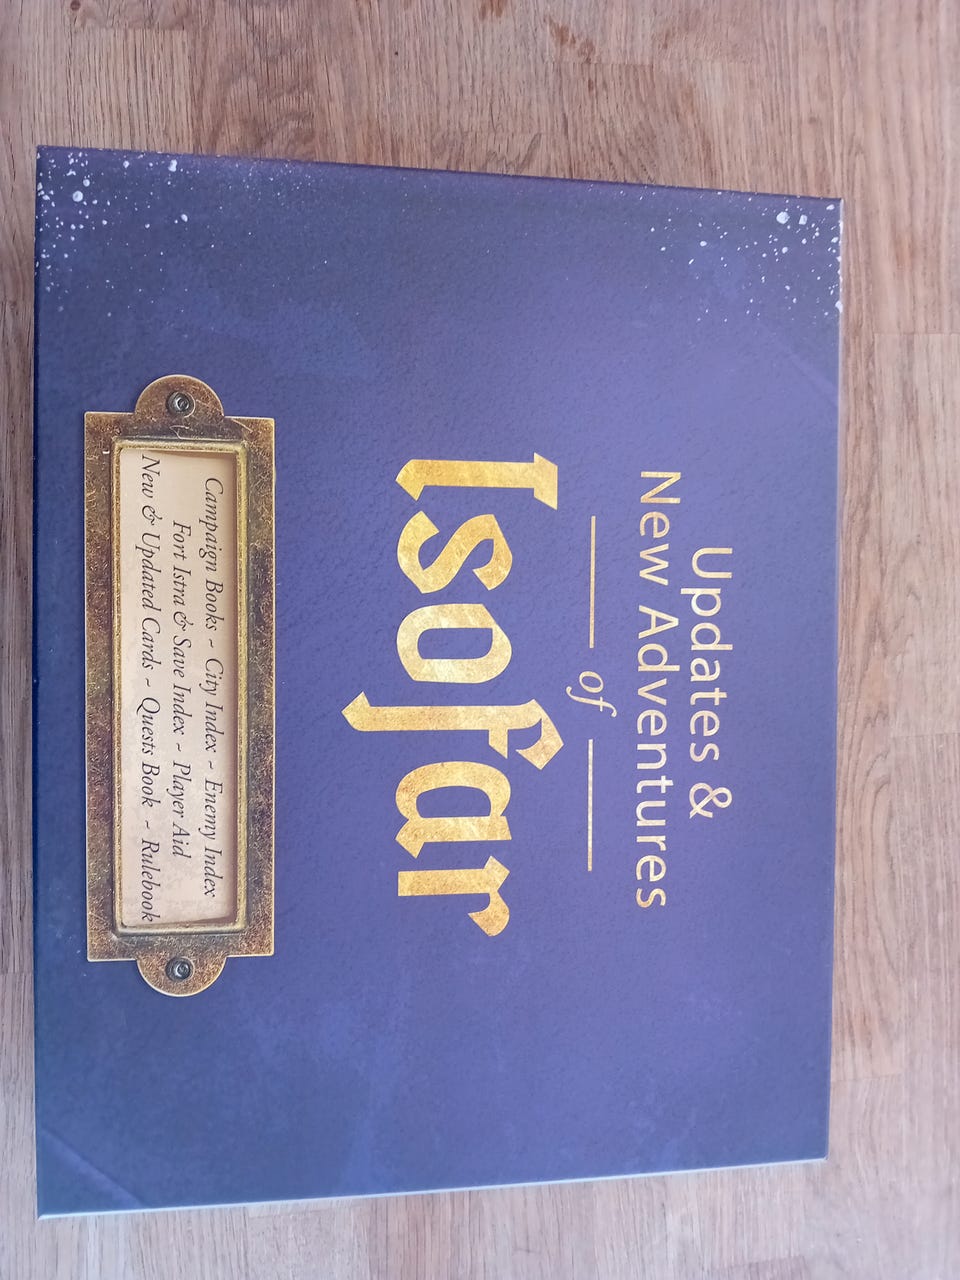 Updates &
New Adventures
of
Isofar
Campaign Books ~ City Index ~ Enemy Index
Fort Istra & Save Index ~ Player Aid
New & Updated Cards ~ Quests Book ~ Rulebook